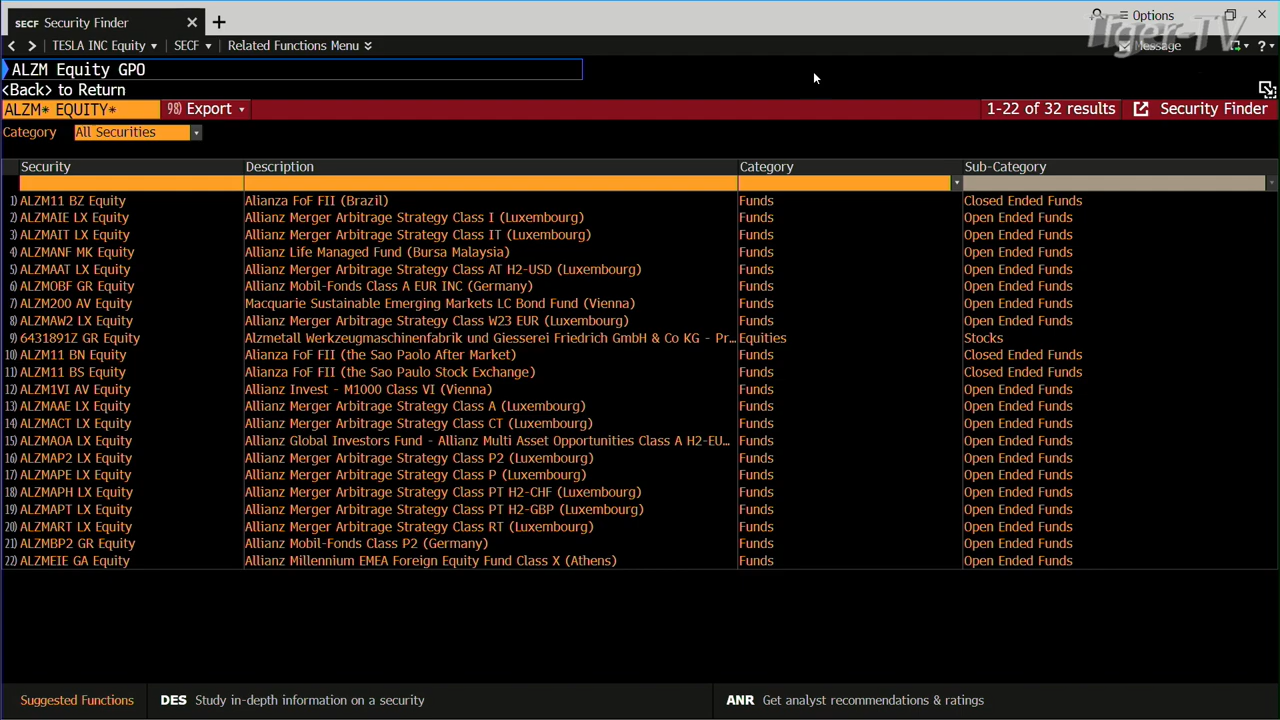 SECF Security Finder
Options
TESLA INC Equity SECF Related Functions Menu Message
Tiger-TV
ALZM Equity GPO
<Back> to Return
ALZM* EQUITY* 98) Export 1-22 of 32 results Security Finder
Category All Securities
Security Description Category Sub-Category
1) ALZM11 BZ Equity Alianza FoF FII (Brazil) Funds Closed Ended Funds
2) ALZMAIE LX Equity Allianz Merger Arbitrage Strategy Class I (Luxembourg) Funds Open Ended Funds
3) ALZMAIT LX Equity Allianz Merger Arbitrage Strategy Class IT (Luxembourg) Funds Open Ended Funds
4) ALZMANF MK Equity Allianz Life Managed Fund (Bursa Malaysia) Funds Open Ended Funds
5) ALZMAAT LX Equity Allianz Merger Arbitrage Strategy Class AT H2-USD (Luxembourg) Funds Open Ended Funds
6) ALZMOBF GR Equity Allianz Mobil-Fonds Class A EUR INC (Germany) Funds Open Ended Funds
7) ALZM200 AV Equity Macquarie Sustainable Emerging Markets LC Bond Fund (Vienna) Funds Open Ended Funds
8) ALZMAW2 LX Equity Allianz Merger Arbitrage Strategy Class W23 EUR (Luxembourg) Funds Open Ended Funds
9) 6431891Z GR Equity Alzmetall Werkzeugmaschinenfabrik und Giesserei Friedrich GmbH & Co KG - Pr... Equities Stocks
10) ALZM11 BN Equity Alianza FoF FII (the Sao Paolo After Market) Funds Closed Ended Funds
11) ALZM11 BS Equity Alianza FoF FII (the Sao Paolo Stock Exchange) Funds Closed Ended Funds
12) ALZM1VI AV Equity Allianz Invest - M1000 Class VI (Vienna) Funds Open Ended Funds
13) ALZMAAE LX Equity Allianz Merger Arbitrage Strategy Class A (Luxembourg) Funds Open Ended Funds
14) ALZMACT LX Equity Allianz Merger Arbitrage Strategy Class CT (Luxembourg) Funds Open Ended Funds
15) ALZMAOA LX Equity Allianz Global Investors Fund - Allianz Multi Asset Opportunities Class A H2-EU... Funds Open Ended Funds
16) ALZMAP2 LX Equity Allianz Merger Arbitrage Strategy Class P2 (Luxembourg) Funds Open Ended Funds
17) ALZMAPE LX Equity Allianz Merger Arbitrage Strategy Class P (Luxembourg) Funds Open Ended Funds
18) ALZMAPH LX Equity Allianz Merger Arbitrage Strategy Class PT H2-CHF (Luxembourg) Funds Open Ended Funds
19) ALZMAPT LX Equity Allianz Merger Arbitrage Strategy Class PT H2-GBP (Luxembourg) Funds Open Ended Funds
20) ALZMART LX Equity Allianz Merger Arbitrage Strategy Class RT (Luxembourg) Funds Open Ended Funds
21) ALZMBP2 GR Equity Allianz Mobil-Fonds Class P2 (Germany) Funds Open Ended Funds
22) ALZMEIE GA Equity Allianz Millennium EMEA Foreign Equity Fund Class X (Athens) Funds Open Ended Funds
Suggested Functions DES Study in-depth information on a security ANR Get analyst recommendations & ratings